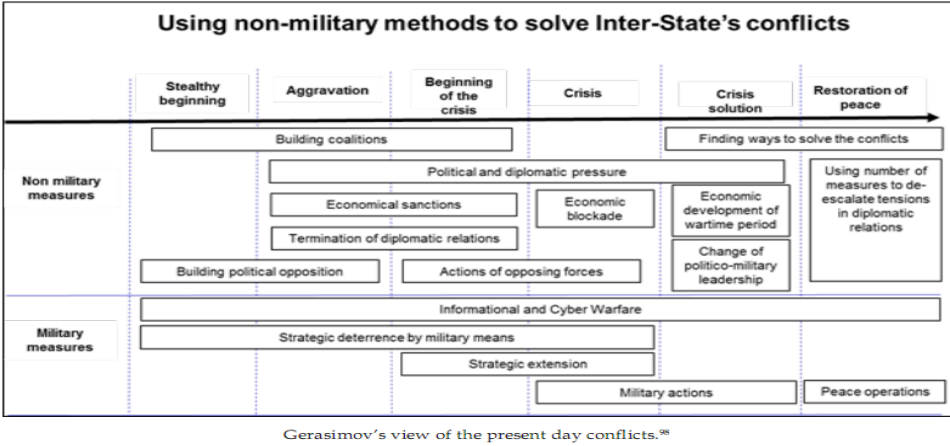 Using non-military methods to solve Inter-State's conflicts
Stealthy
beginning
Aggravation
Beginning
of the
crisis
Crisis
Crisis
solution
Restoration of
peace
Non military
measures
Building coalitions
Finding ways to solve the conflicts
Political and diplomatic pressure
Using number of
measures to de-
escalate tensions
in diplomatic
relations
Economical sanctions
Economic
blockade
Economic
development of
wartime period
Termination of diplomatic relations
Change of
politico-military
leadership
Building political opposition
Actions of opposing forces
Military
measures
Informational and Cyber Warfare
Strategic deterrence by military means
Strategic extension
Military actions
Peace operations
Gerasimov's view of the present day conflicts.98